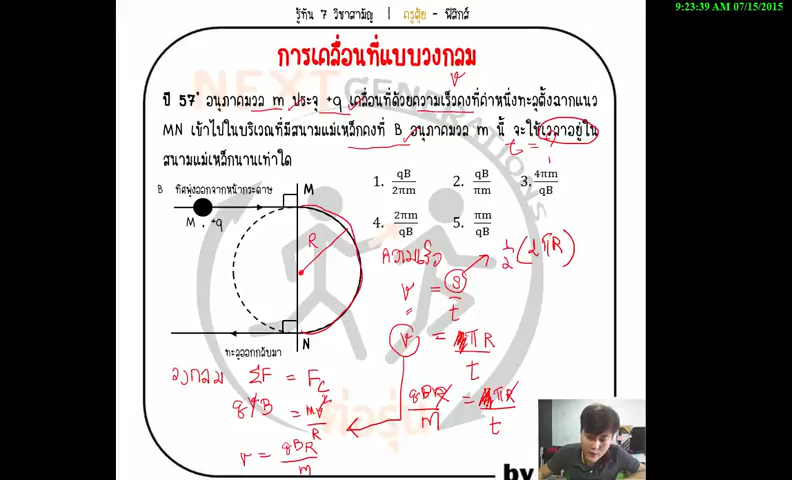 รู้ทัน 7 วิชาสามัญ | ครูตุ้ย - ฟิสิกส์
9:23:39 AM 07/15/2015
การเคลื่อนที่แบบวงกลม
NEXT GENERATIONS
v
ปี 57' อนุภาคมวล m ประจุ +q เคลื่อนที่ด้วยความเร็วคงที่ค่าหนึ่งทะลุตั้งฉากแนว
MN เข้าไปในบริเวณที่มีสนามแม่เหล็กคงที่ B อนุภาคมวล m นี้ จะใช้เวลาอยู่ใน
t = ?
สนามแม่เหล็กนานเท่าใด
1. qB/2πm 2. qB/πm 3. 4πm/qB
4. 2πm/qB 5. πm/qB
B ทิศพุ่งออกจากหน้ากระดาษ
M
M , +q
R
N
ทะลุออกกลับมา
ความเร็ว
1/2 (2πR)
v = s/t
v = πR/t
วงกลม ΣF = Fc
qvB = mv²/R
v = qBR/m
qBR/m = πR/t
ต่อรุ่น
by